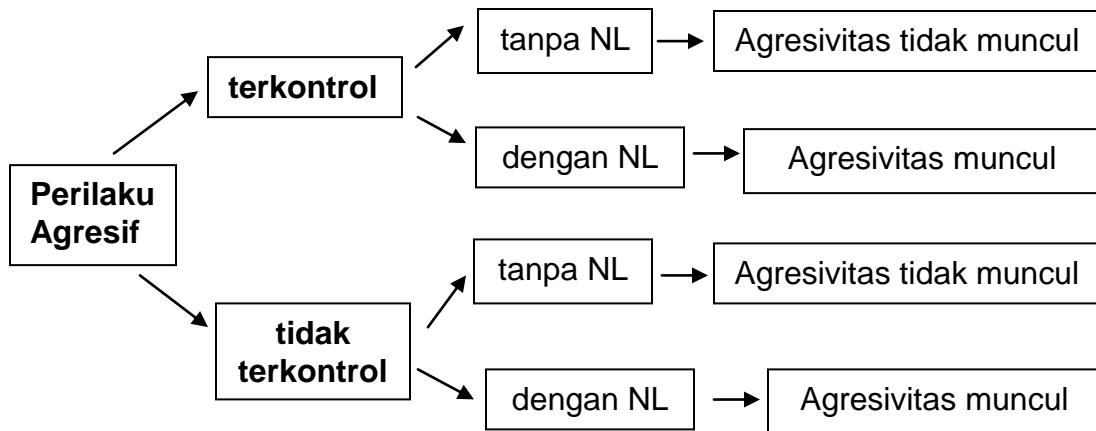 tanpa NL
Agresivitas tidak muncul
terkontrol
dengan NL
Agresivitas muncul
Perilaku
Agresif
tanpa NL
Agresivitas tidak muncul
tidak
terkontrol
dengan NL
Agresivitas muncul